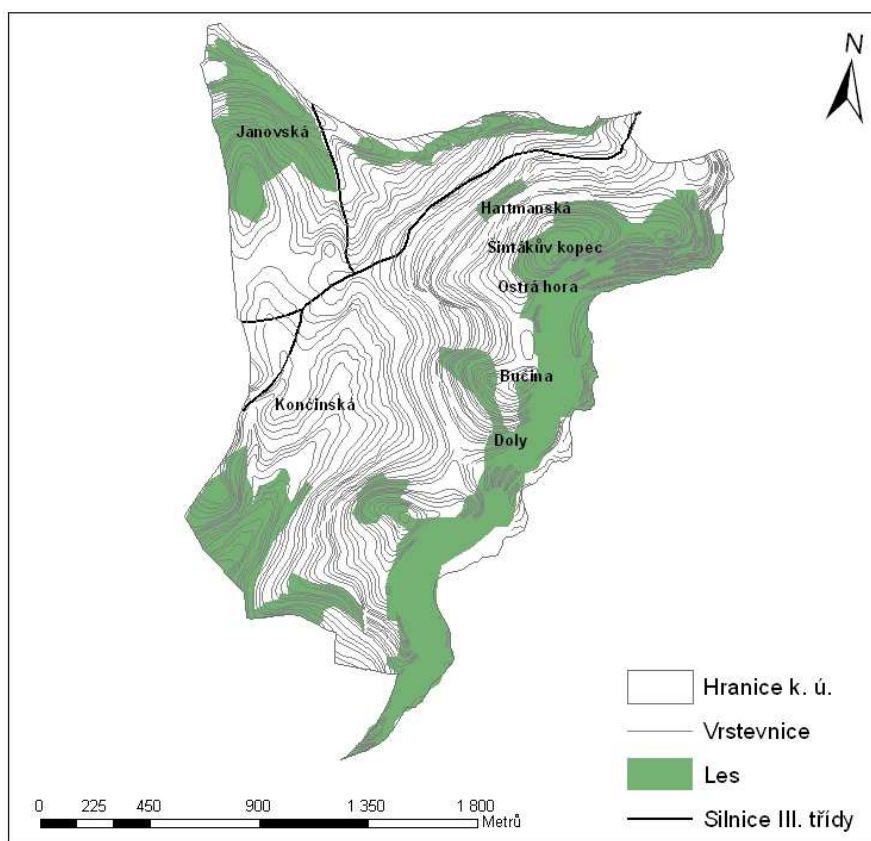 N
Janovská
Hartmanská
Šintákův kopec
Ostrá hora
Bučina
Končinská
Doly
Hranice k. ú.
Vrstevnice
Les
Silnice III. třídy
0 225 450 900 1 350 1 800
Metrů